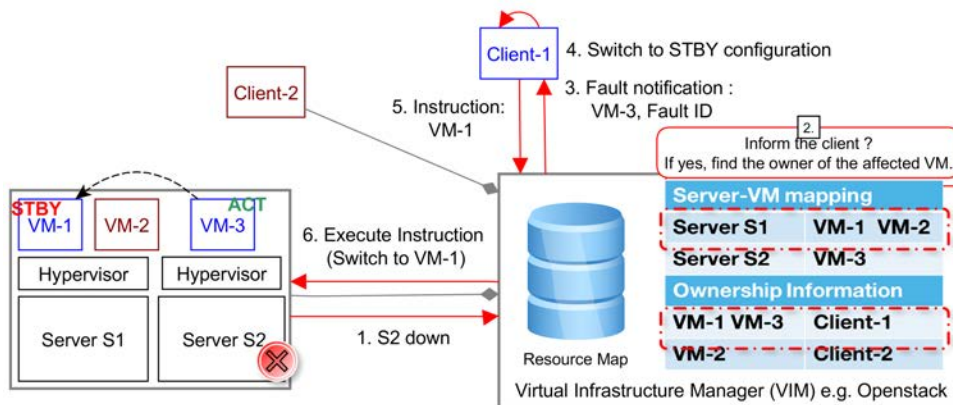 Client-1
4. Switch to STBY configuration
3. Fault notification :
VM-3, Fault ID
Client-2
5. Instruction:
VM-1
2.
Inform the client ?
If yes, find the owner of the affected VM.
STBY
ACT
VM-1
VM-2
VM-3
Hypervisor
Hypervisor
Server S1
Server S2
6. Execute Instruction
(Switch to VM-1)
1. S2 down
Resource Map
Server-VM mapping
Server S1 VM-1 VM-2
Server S2 VM-3
Ownership Information
VM-1 VM-3 Client-1
VM-2 Client-2
Virtual Infrastructure Manager (VIM) e.g. Openstack